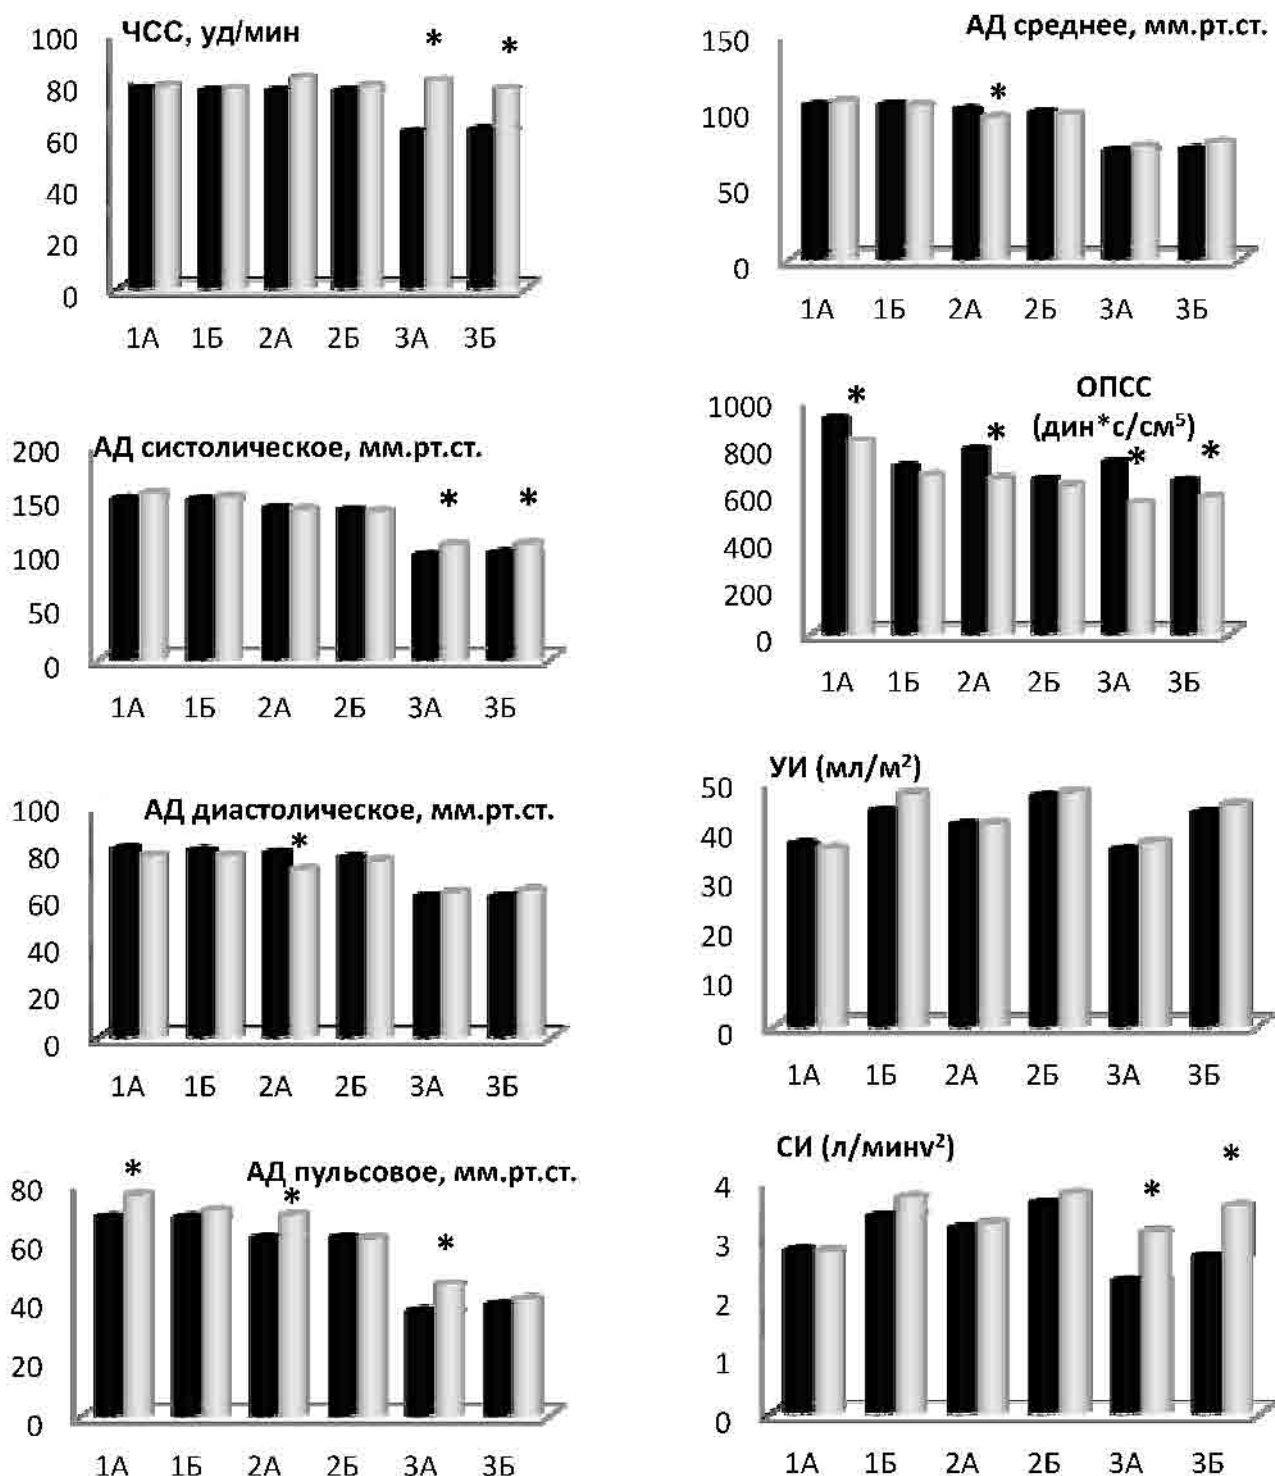 ЧСС, уд/мин
100
80
60
40
20
0
* *
1А 1Б 2А 2Б 3А 3Б
АД среднее, мм.рт.ст.
150
100
50
0
*
1А 1Б 2А 2Б 3А 3Б
АД систолическое, мм.рт.ст.
200
150
100
50
0
* *
1А 1Б 2А 2Б 3А 3Б
ОПСС
(дин*с/см⁵)
1000
800
600
400
200
0
* * * *
1А 1Б 2А 2Б 3А 3Б
АД диастолическое, мм.рт.ст.
100
80
60
40
20
0
*
1А 1Б 2А 2Б 3А 3Б
УИ (мл/м²)
50
40
30
20
10
0
1А 1Б 2А 2Б 3А 3Б
АД пульсовое, мм.рт.ст.
80
60
40
20
0
* * *
1А 1Б 2А 2Б 3А 3Б
СИ (л/минv²)
4
3
2
1
0
* *
1А 1Б 2А 2Б 3А 3Б